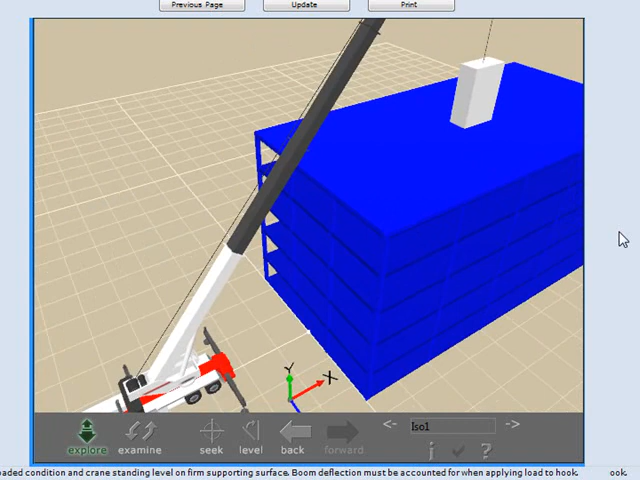 Previous Page Update Print
Y
X
explore examine seek level back forward <- Iso1 ->
i ?
oaded condition and crane standing level on firm supporting surface. Boom deflection must be accounted for when applying load to hook. ook.